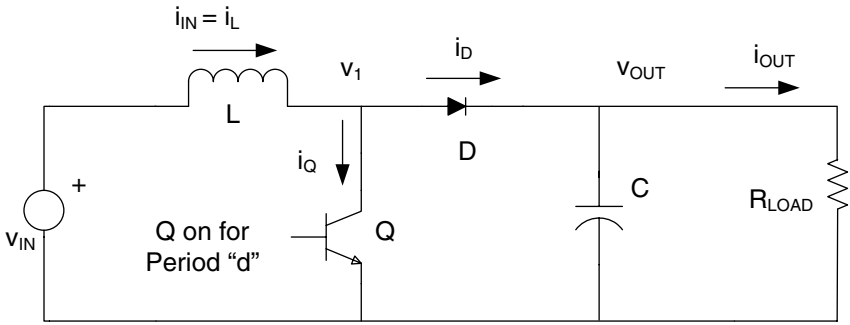 i_IN = i_L
v_1
i_D
v_OUT
i_OUT
L
i_Q
D
C
R_LOAD
+
v_IN
Q on for
Period “d”
Q